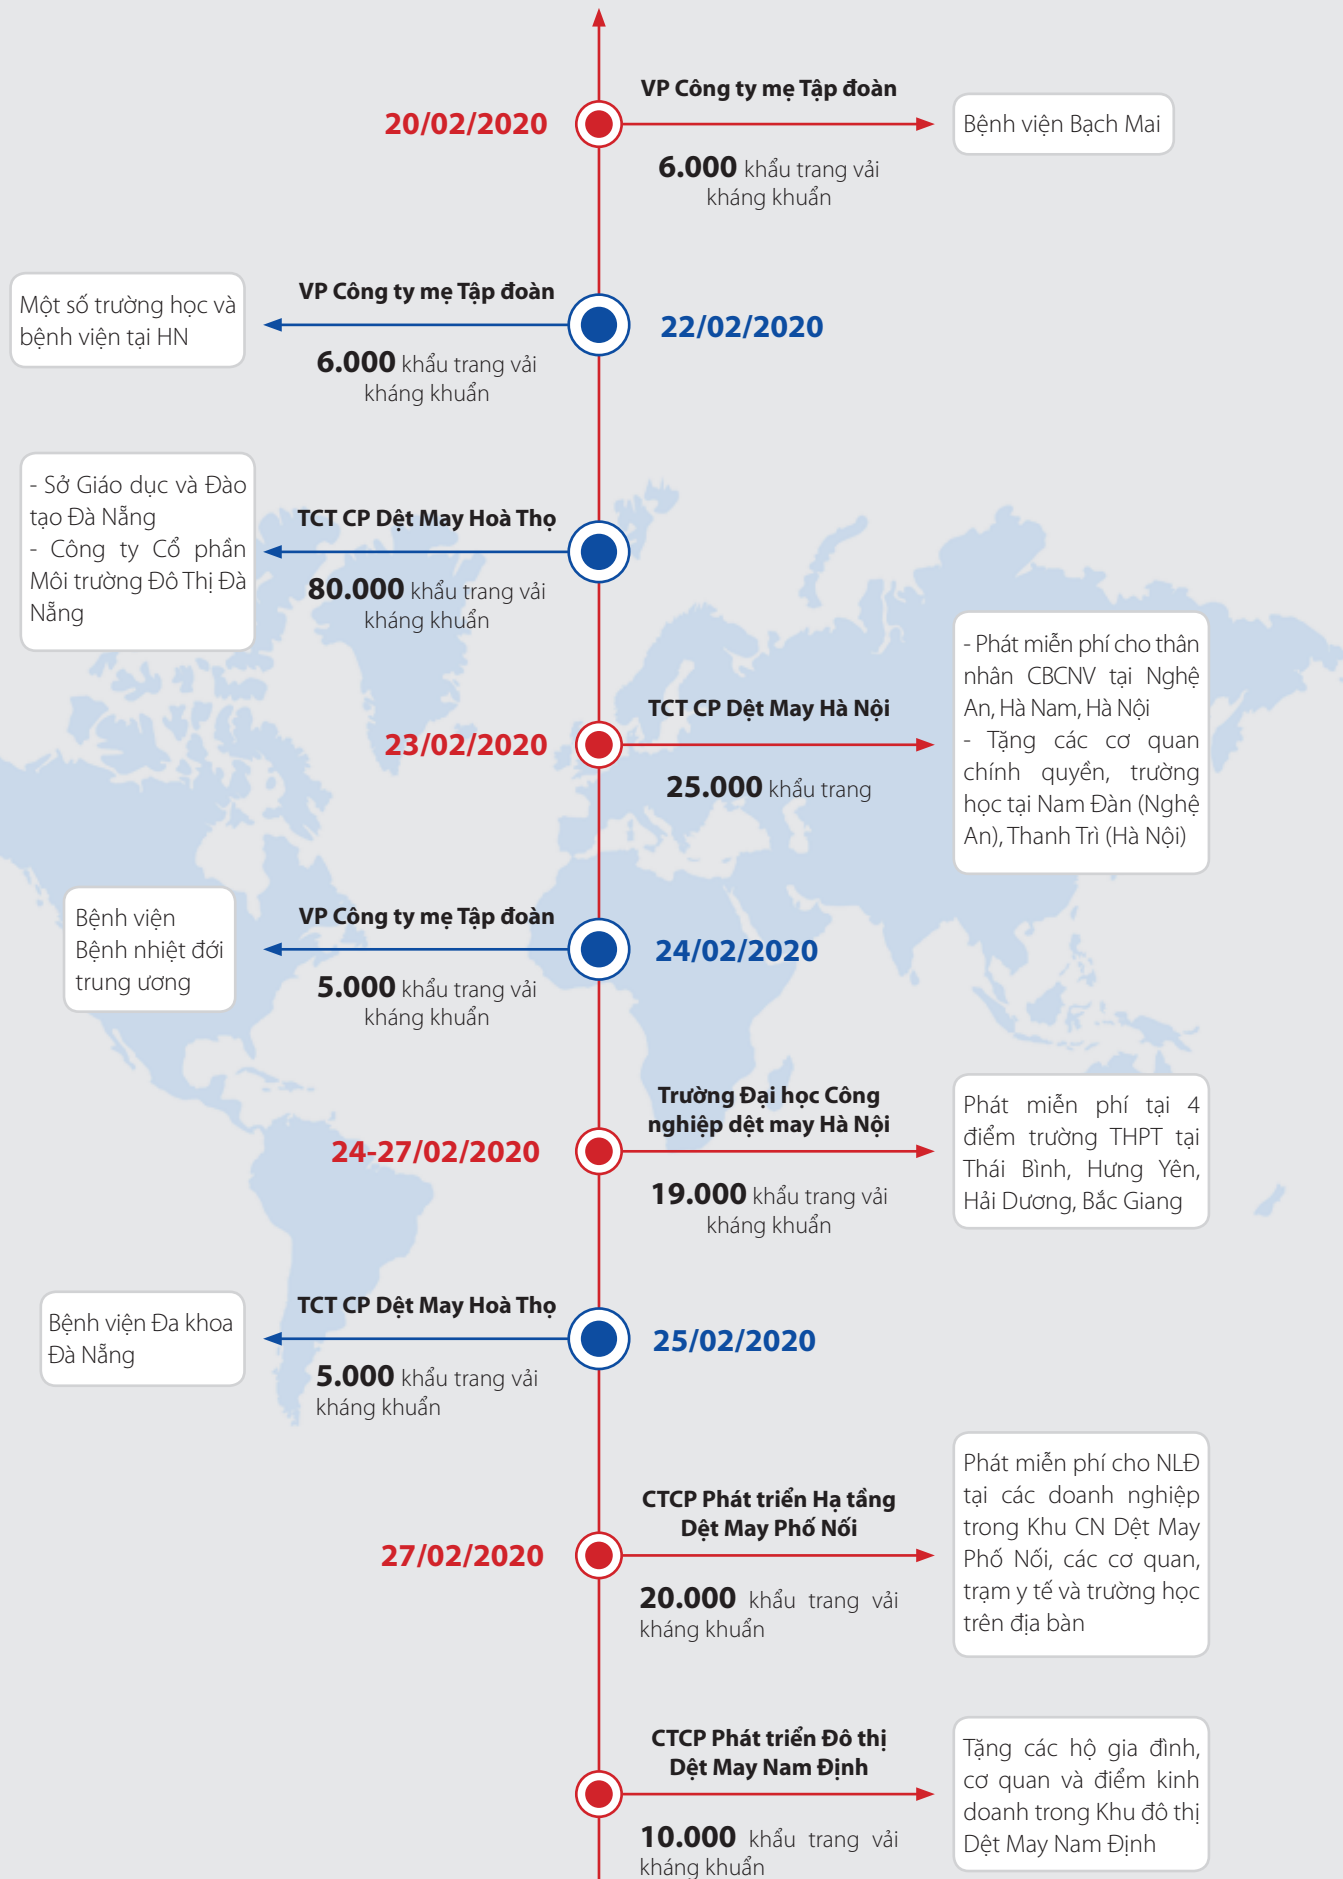 VP Công ty mẹ Tập đoàn
20/02/2020
Bệnh viện Bạch Mai
6.000 khẩu trang vải
kháng khuẩn
Một số trường học và
bệnh viện tại HN
VP Công ty mẹ Tập đoàn
22/02/2020
6.000 khẩu trang vải
kháng khuẩn
- Sở Giáo dục và Đào
tạo Đà Nẵng
- Công ty Cổ phần
Môi trường Đô Thị Đà
Nẵng
TCT CP Dệt May Hoà Thọ
80.000 khẩu trang vải
kháng khuẩn
TCT CP Dệt May Hà Nội
23/02/2020
25.000 khẩu trang
- Phát miễn phí cho thân
nhân CBCNV tại Nghệ
An, Hà Nam, Hà Nội
- Tặng các cơ quan
chính quyền, trường
học tại Nam Đàn (Nghệ
An), Thanh Trì (Hà Nội)
Bệnh viện
Bệnh nhiệt đới
trung ương
VP Công ty mẹ Tập đoàn
24/02/2020
5.000 khẩu trang vải
kháng khuẩn
Trường Đại học Công
nghiệp dệt may Hà Nội
24-27/02/2020
19.000 khẩu trang vải
kháng khuẩn
Phát miễn phí tại 4
điểm trường THPT tại
Thái Bình, Hưng Yên,
Hải Dương, Bắc Giang
Bệnh viện Đa khoa
Đà Nẵng
TCT CP Dệt May Hoà Thọ
25/02/2020
5.000 khẩu trang vải
kháng khuẩn
CTCP Phát triển Hạ tầng
Dệt May Phố Nối
27/02/2020
20.000 khẩu trang vải
kháng khuẩn
Phát miễn phí cho NLĐ
tại các doanh nghiệp
trong Khu CN Dệt May
Phố Nối, các cơ quan,
trạm y tế và trường học
trên địa bàn
CTCP Phát triển Đô thị
Dệt May Nam Định
10.000 khẩu trang vải
kháng khuẩn
Tặng các hộ gia đình,
cơ quan và điểm kinh
doanh trong Khu đô thị
Dệt May Nam Định